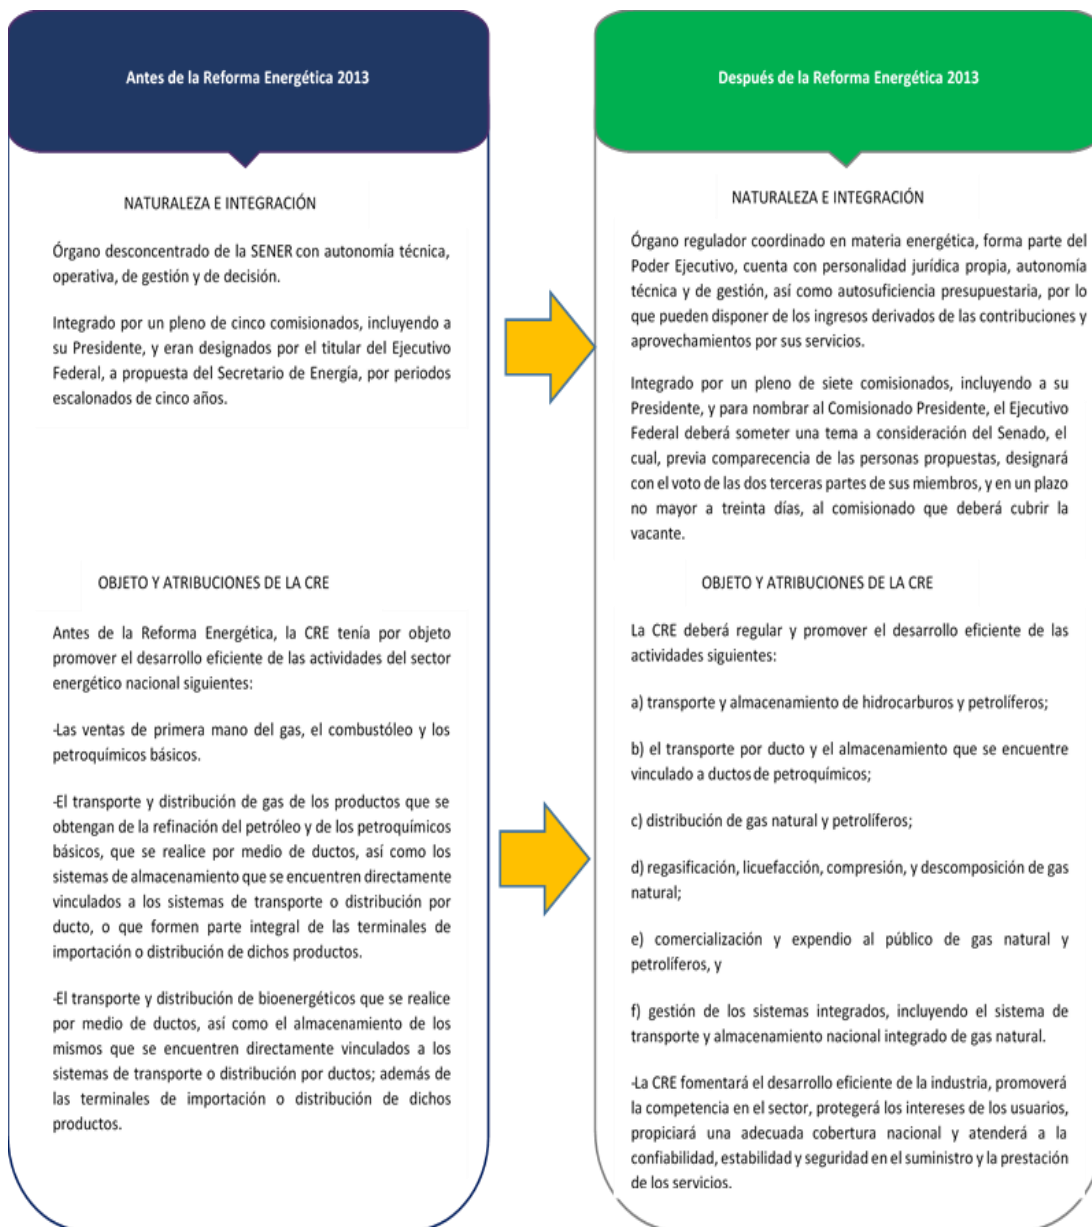 Antes de la Reforma Energética 2013
NATURALEZA E INTEGRACIÓN
Órgano desconcentrado de la SENER con autonomía técnica,
operativa, de gestión y de decisión.
Integrado por un pleno de cinco comisionados, incluyendo a
su Presidente, y eran designados por el titular del Ejecutivo
Federal, a propuesta del Secretario de Energía, por periodos
escalonados de cinco años.
OBJETO Y ATRIBUCIONES DE LA CRE
Antes de la Reforma Energética, la CRE tenía por objeto
promover el desarrollo eficiente de las actividades del sector
energético nacional siguientes:
-Las ventas de primera mano del gas, el combustóleo y los
petroquímicos básicos.
-El transporte y distribución de gas de los productos que se
obtengan de la refinación del petróleo y de los petroquímicos
básicos, que se realice por medio de ductos, así como los
sistemas de almacenamiento que se encuentren directamente
vinculados a los sistemas de transporte o distribución por
ducto, o que formen parte integral de las terminales de
importación o distribución de dichos productos.
-El transporte y distribución de bioenergéticos que se realice
por medio de ductos, así como el almacenamiento de los
mismos que se encuentren directamente vinculados a los
sistemas de transporte o distribución por ductos; además de
las terminales de importación o distribución de dichos
productos.
Después de la Reforma Energética 2013
NATURALEZA E INTEGRACIÓN
Órgano regulador coordinado en materia energética, forma parte del
Poder Ejecutivo, cuenta con personalidad jurídica propia, autonomía
técnica y de gestión, así como autosuficiencia presupuestaria, por lo
que pueden disponer de los ingresos derivados de las contribuciones y
aprovechamientos por sus servicios.
Integrado por un pleno de siete comisionados, incluyendo a su
Presidente, y para nombrar al Comisionado Presidente, el Ejecutivo
Federal deberá someter una tema a consideración del Senado, el
cual, previa comparecencia de las personas propuestas, designará
con el voto de las dos terceras partes de sus miembros, y en un plazo
no mayor a treinta días, al comisionado que deberá cubrir la
vacante.
OBJETO Y ATRIBUCIONES DE LA CRE
La CRE deberá regular y promover el desarrollo eficiente de las
actividades siguientes:
a) transporte y almacenamiento de hidrocarburos y petrolíferos;
b) el transporte por ducto y el almacenamiento que se encuentre
vinculado a ductos de petroquímicos;
c) distribución de gas natural y petrolíferos;
d) regasificación, licuefacción, compresión, y descomposición de gas
natural;
e) comercialización y expendio al público de gas natural y
petrolíferos, y
f) gestión de los sistemas integrados, incluyendo el sistema de
transporte y almacenamiento nacional integrado de gas natural.
-La CRE fomentará el desarrollo eficiente de la industria, promoverá
la competencia en el sector, protegerá los intereses de los usuarios,
propiciará una adecuada cobertura nacional y atenderá a la
confiabilidad, estabilidad y seguridad en el suministro y la prestación
de los servicios.